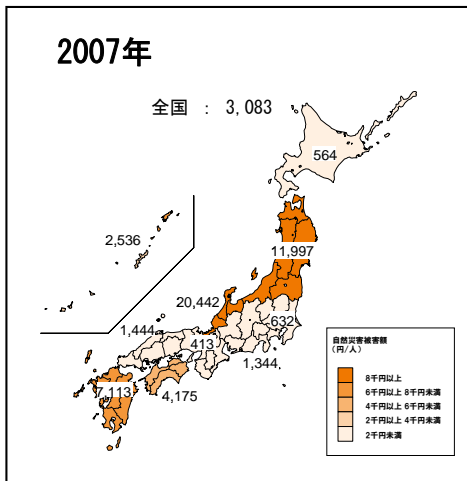 2007年
全国 : 3,083
564
2,536
11,997
20,442
1,444
632
413
1,344
7,113
4,175
自然災害被害額
(円/人)
8千円以上
6千円以上 8千円未満
4千円以上 6千円未満
2千円以上 4千円未満
2千円未満